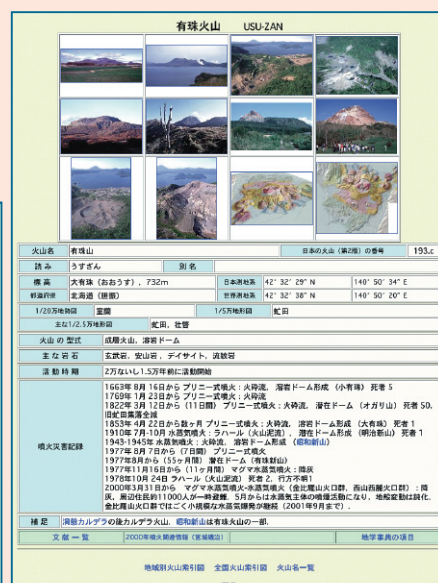 有珠火山 USU-ZAN
火山名 有珠山 日本の火山（第2版）の番号 193.c
読み うすざん 別名
標高 大有珠（おおうす），732m 日本測地系 42° 32' 29" N 140° 50' 34" E
都道府県 北海道（胆振） 世界測地系 42° 32' 38" N 140° 50' 20" E
1/20万地勢図 室蘭 1/5万地形図 虻田
主な1/2.5万地形図 虻田，壮瞥
火山の型式 成層火山，溶岩ドーム
主な岩石 玄武岩，安山岩，デイサイト，流紋岩
活動時期 2万ないし1.5万年前に活動開始
噴火災害記録
1663年8月16日から プリニー式噴火；火砕流，溶岩ドーム形成（小有珠） 死者 5
1769年1月23日から プリニー式噴火；火砕流
1822年3月12日から（11日間） プリニー式噴火；火砕流，潜在ドーム（オガリ山） 死者 50，
旧虻田集落全滅
1853年4月22日から数ヶ月 プリニー式噴火；火砕流，溶岩ドーム形成（大有珠） 死者 1
1910年7月-10月 水蒸気噴火；ラハール（火山泥流），潜在ドーム形成（明治新山） 死者 1
1943-1945年 水蒸気噴火；火砕流，溶岩ドーム形成（昭和新山）
1977年8月7日から（7日間） プリニー式噴火
1977年8月から（55ヶ月間） 潜在ドーム（有珠新山）
1977年11月16日から（11ヶ月間） マグマ水蒸気噴火；降灰
1978年10月24日 ラハール（火山泥流） 死者 2，行方不明1
2000年3月31日から マグマ水蒸気噴火-水蒸気噴火（金比羅山火口群，西山西麓火口群）；降
灰，周辺住民約11000人が一時避難，5月からは水蒸気主体の噴煙活動になり，地殻変動は鈍化．
金比羅山火口群ではごく小規模な水蒸気爆発が継続（2001年9月まで）．
補足 洞爺カルデラの後カルデラ火山．昭和新山は有珠火山の一部．
文献一覧 2000年噴火関連情報（宮城磯治） 地学事典の項目
地域別火山索引図 全国火山索引図 火山名一覧